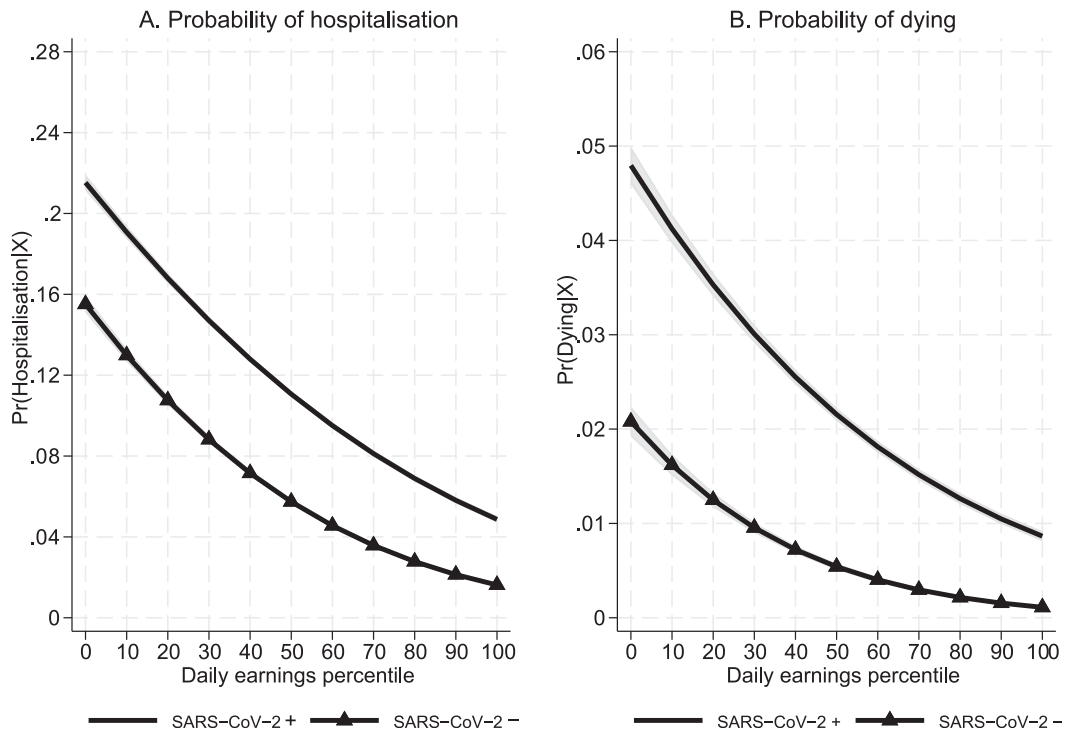 A. Probability of hospitalisation
Pr(Hospitalisation|X)
.28
.24
.2
.16
.12
.08
.04
0
0 10 20 30 40 50 60 70 80 90 100
Daily earnings percentile
SARS−CoV−2 + SARS−CoV−2 −
B. Probability of dying
Pr(Dying|X)
.06
.05
.04
.03
.02
.01
0
0 10 20 30 40 50 60 70 80 90 100
Daily earnings percentile
SARS−CoV−2 + SARS−CoV−2 −